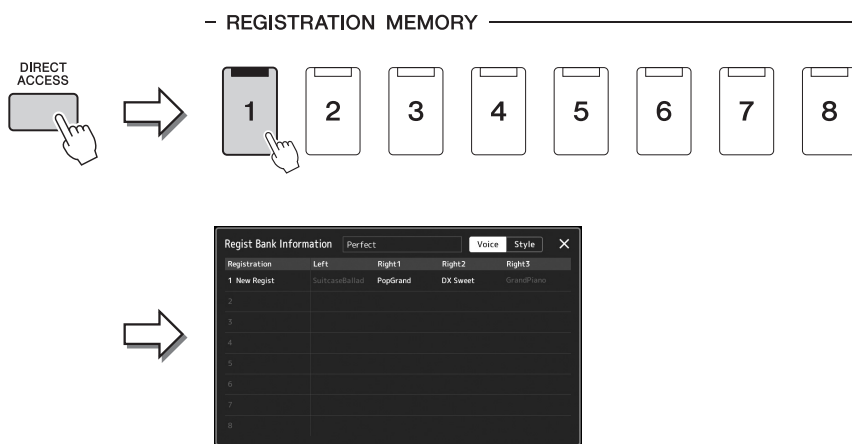 REGISTRATION MEMORY
DIRECT
ACCESS
1 2 3 4 5 6 7 8
Regist Bank Information Perfect Voice Style ×
Registration Left Right1 Right2 Right3
1 New Regist SuitcaseBallad PopGrand DX Sweet GrandPiano
2
3
4
5
6
7
8